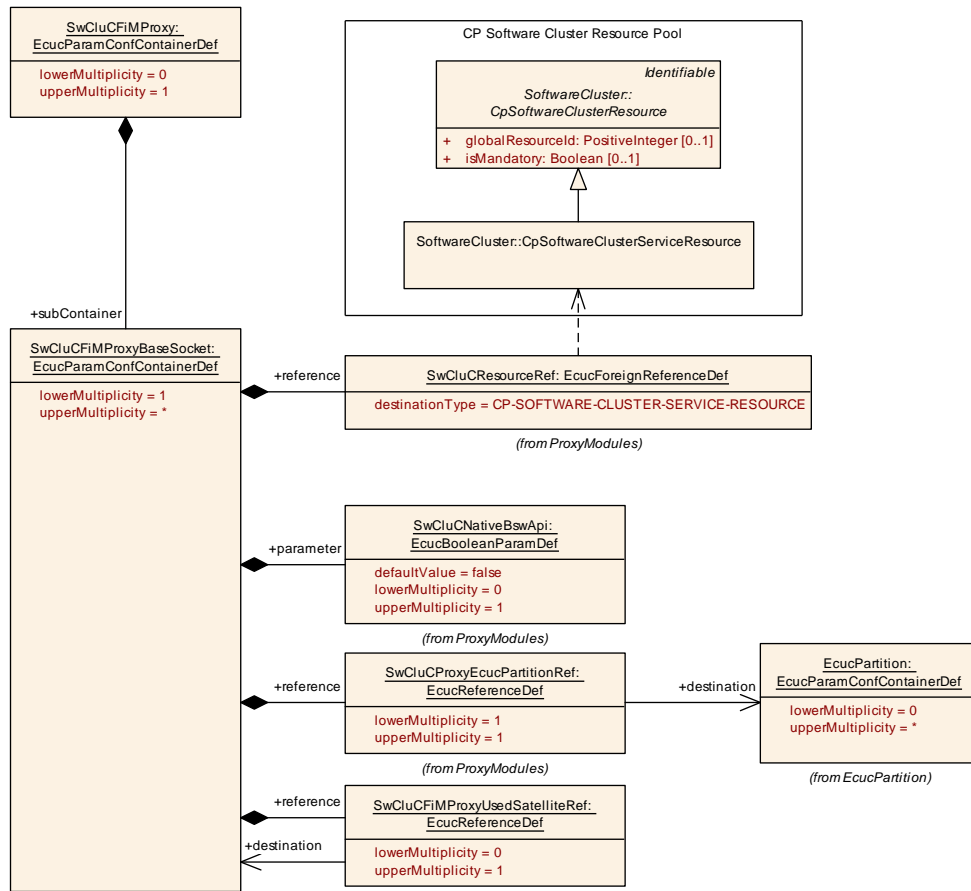 SwCluCFiMProxy:
EcucParamConfContainerDef
lowerMultiplicity = 0
upperMultiplicity = 1
CP Software Cluster Resource Pool
Identifiable
SoftwareCluster::
CpSoftwareClusterResource
+ globalResourceId: PositiveInteger [0..1]
+ isMandatory: Boolean [0..1]
SoftwareCluster::CpSoftwareClusterServiceResource
+subContainer
SwCluCFiMProxyBaseSocket:
EcucParamConfContainerDef
lowerMultiplicity = 1
upperMultiplicity = *
+reference
SwCluCResourceRef: EcucForeignReferenceDef
destinationType = CP-SOFTWARE-CLUSTER-SERVICE-RESOURCE
(from ProxyModules)
+parameter
SwCluCNativeBswApi:
EcucBooleanParamDef
defaultValue = false
lowerMultiplicity = 0
upperMultiplicity = 1
(from ProxyModules)
+reference
SwCluCProxyEcucPartitionRef:
EcucReferenceDef
lowerMultiplicity = 1
upperMultiplicity = 1
(from ProxyModules)
+destination
EcucPartition:
EcucParamConfContainerDef
lowerMultiplicity = 0
upperMultiplicity = *
(from EcucPartition)
+reference
+destination
SwCluCFiMProxyUsedSatelliteRef:
EcucReferenceDef
lowerMultiplicity = 0
upperMultiplicity = 1